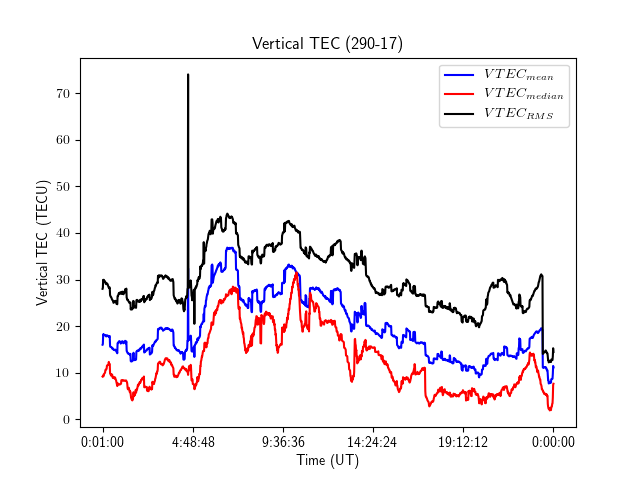 Vertical TEC (290-17)
VTEC_mean
VTEC_median
VTEC_RMS
Vertical TEC (TECU)
70
60
50
40
30
20
10
0
0:01:00 4:48:48 9:36:36 14:24:24 19:12:12 0:00:00
Time (UT)